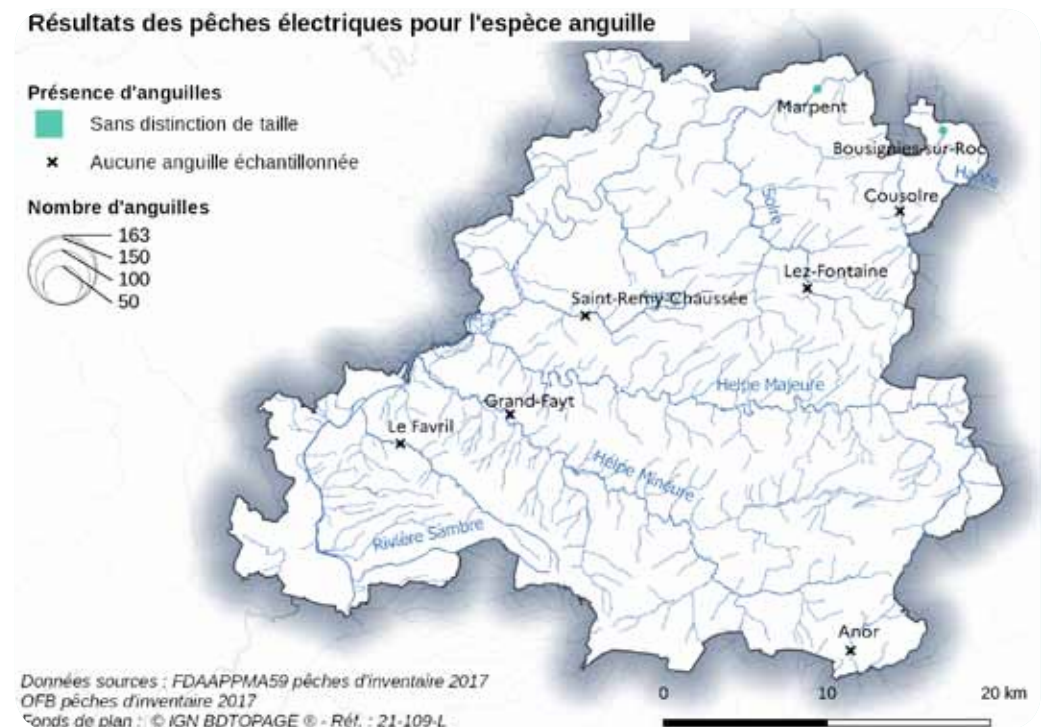 Résultats des pêches électriques pour l'espèce anguille
Présence d'anguilles
Sans distinction de taille
Aucune anguille échantillonnée
Nombre d'anguilles
163
150
100
50
Marpent
Bousignies-sur-Roc
Hante
Cousolre
Solre
Lez-Fontaine
Saint-Remy-Chaussée
Helpe Majeure
Grand-Fayt
Le Favril
Helpe Mineure
Rivière Sambre
Anor
Données sources : FDAAPPMA59 pêches d'inventaire 2017
OFB pêches d'inventaire 2017
Fonds de plan : © IGN BDTOPAGE ® - Réf. : 21-109-L
0 10 20 km